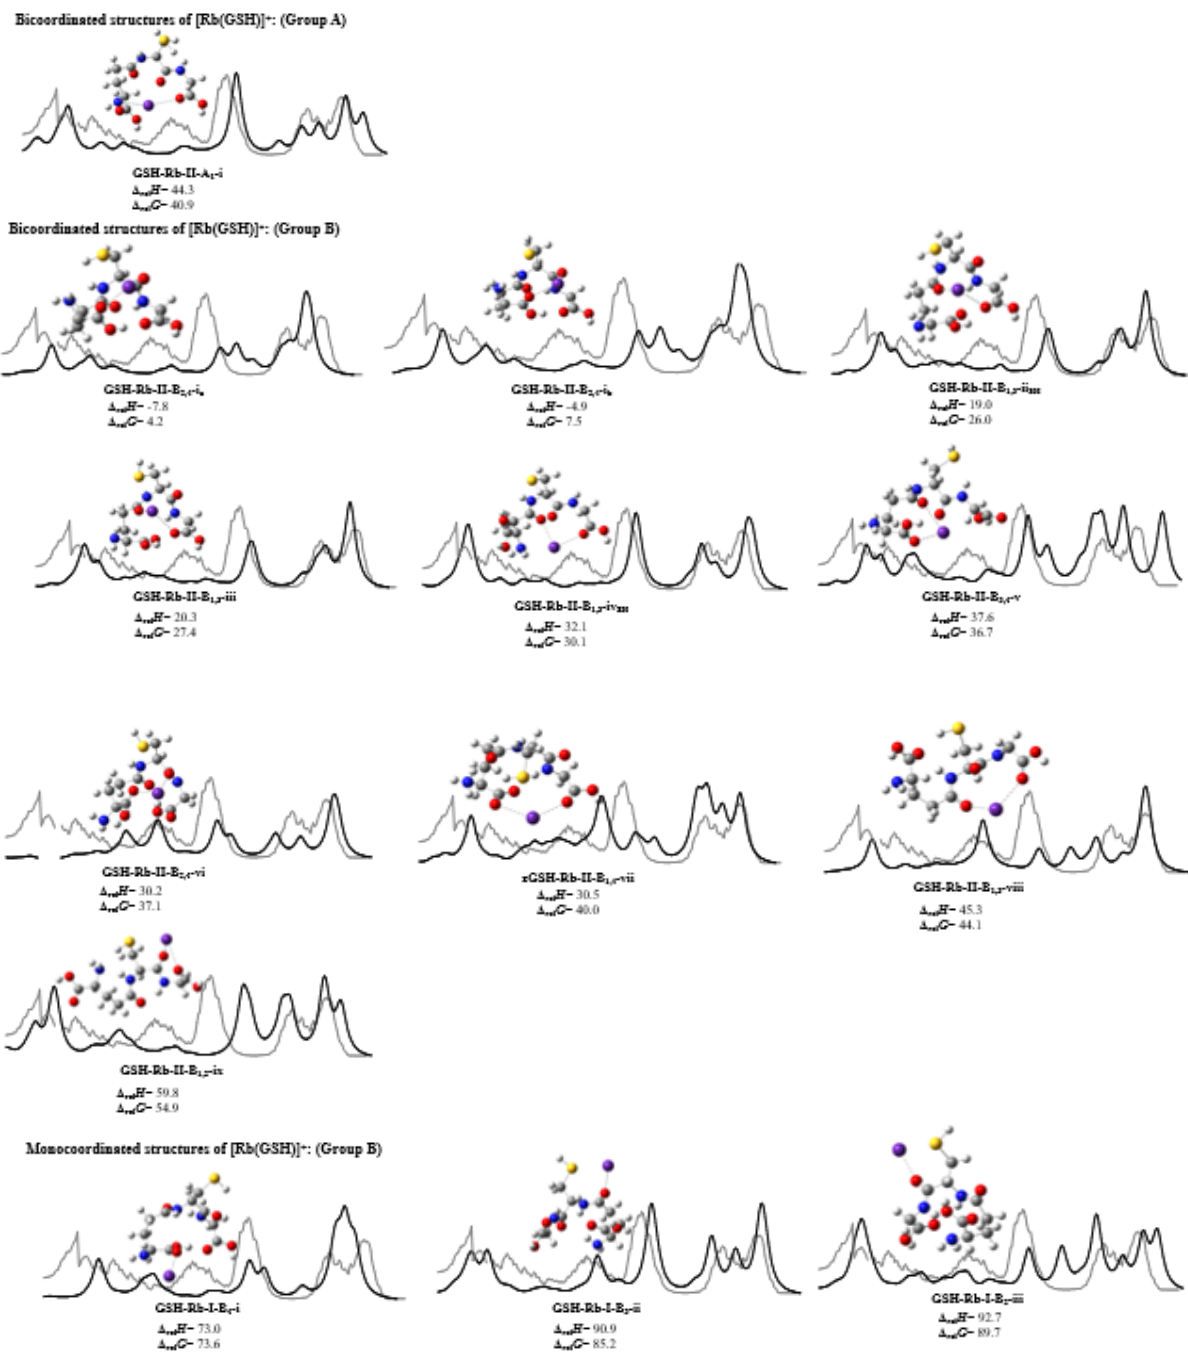 Bicoordinated structures of [Rb(GSH)]⁺: (Group A)
GSH-Rb-II-A₁-i
ΔrelH= 44.3
ΔrelG= 40.9
Bicoordinated structures of [Rb(GSH)]⁺: (Group B)
GSH-Rb-II-B₂,₄-iₐ
ΔrelH= -7.8
ΔrelG= 4.2
GSH-Rb-II-B₂,₄-i_b
ΔrelH= -4.9
ΔrelG= 7.5
GSH-Rb-II-B₁,₃-ii
ΔrelH= 19.0
ΔrelG= 26.0
GSH-Rb-II-B₁,₃-iii
ΔrelH= 20.3
ΔrelG= 27.4
GSH-Rb-II-B₁,₃-iv
ΔrelH= 32.1
ΔrelG= 30.1
GSH-Rb-II-B₃,₄-v
ΔrelH= 37.6
ΔrelG= 36.7
GSH-Rb-II-B₂,₄-vi
ΔrelH= 30.2
ΔrelG= 37.1
rGSH-Rb-II-B₁,₄-vii
ΔrelH= 30.5
ΔrelG= 40.0
GSH-Rb-II-B₁,₃-viii
ΔrelH= 45.3
ΔrelG= 44.1
GSH-Rb-II-B₁,₂-ix
ΔrelH= 59.8
ΔrelG= 54.9
Monocoordinated structures of [Rb(GSH)]⁺: (Group B)
GSH-Rb-I-B₄-i
ΔrelH= 73.0
ΔrelG= 73.6
GSH-Rb-I-B₂-ii
ΔrelH= 90.9
ΔrelG= 85.2
GSH-Rb-I-B₂-iii
ΔrelH= 92.7
ΔrelG= 89.7